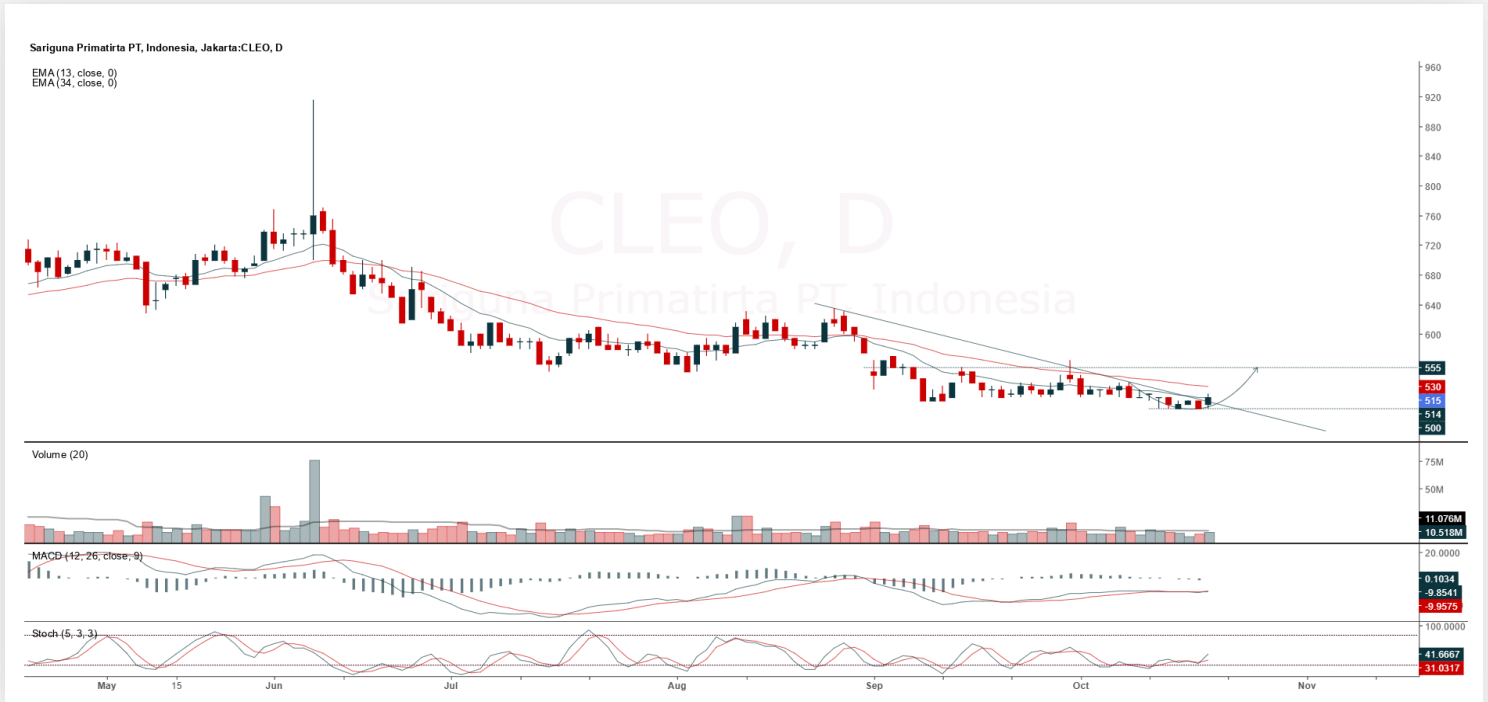 Sariguna Primatirta PT, Indonesia, Jakarta:CLEO, D
EMA (13, close, 0)
EMA (34, close, 0)
CLEO, D
Sariguna Primatirta PT, Indonesia
960
920
880
840
800
760
720
680
640
600
555
530
515
514
500
Volume (20)
75M
50M
11.076M
10.518M
MACD (12, 26, close, 9)
20.0000
0.1034
-9.8541
-9.9575
Stoch (5, 3, 3)
100.0000
41.6667
31.0317
May 15 Jun Jul Aug Sep Oct Nov